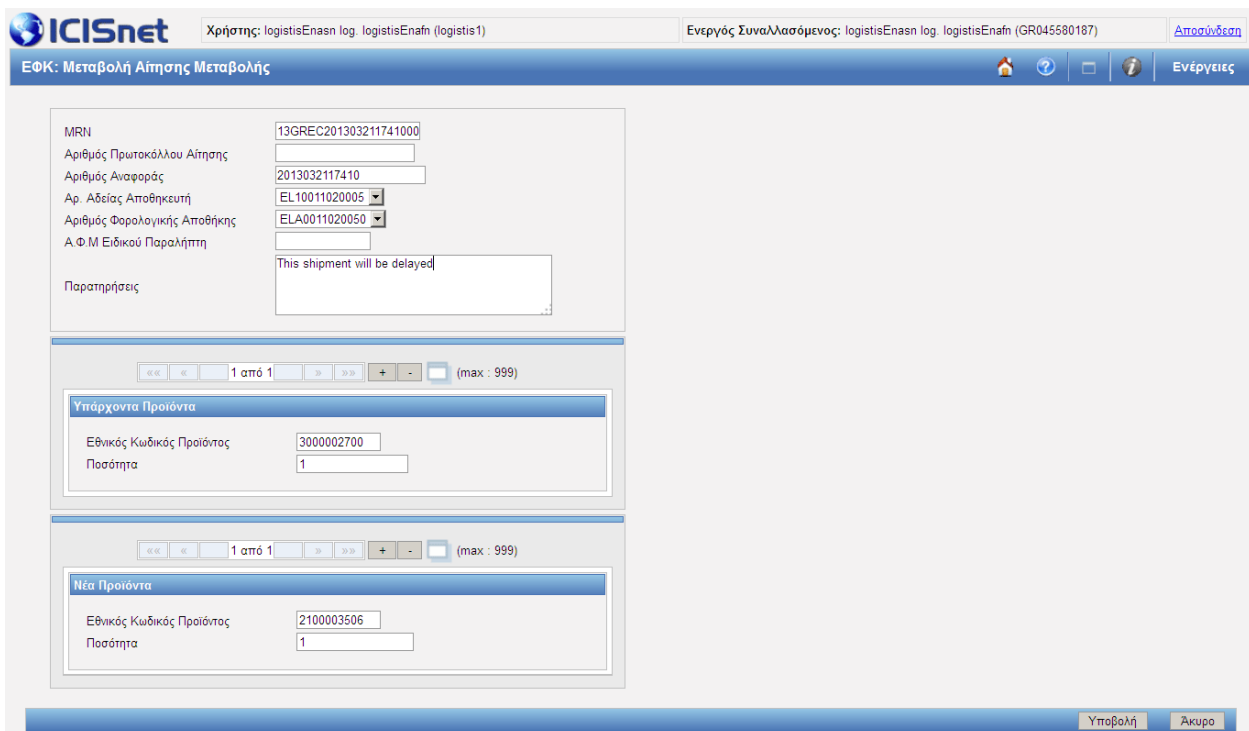 ICISnet Χρήστης: logistisEnasn log. logistisEnafn (logistis1) Ενεργός Συναλλασόμενος: logistisEnasn log. logistisEnafn (GR045580187) Αποσύνδεση
ΕΦΚ: Μεταβολή Αίτησης Μεταβολής Ενέργειες
MRN 13GREC201303211741000
Αριθμός Πρωτοκόλλου Αίτησης
Αριθμός Αναφοράς 2013032117410
Αρ. Αδείας Αποθηκευτή EL10011020005
Αριθμός Φορολογικής Αποθήκης ELA0011020050
Α.Φ.Μ Ειδικού Παραλήπτη
This shipment will be delayed
Παρατηρήσεις
«« « 1 από 1 » »» + - (max : 999)
Υπάρχοντα Προϊόντα
Εθνικός Κωδικός Προϊόντος 3000002700
Ποσότητα 1
«« « 1 από 1 » »» + - (max : 999)
Νέα Προϊόντα
Εθνικός Κωδικός Προϊόντος 2100003506
Ποσότητα 1
Υποβολή Άκυρο